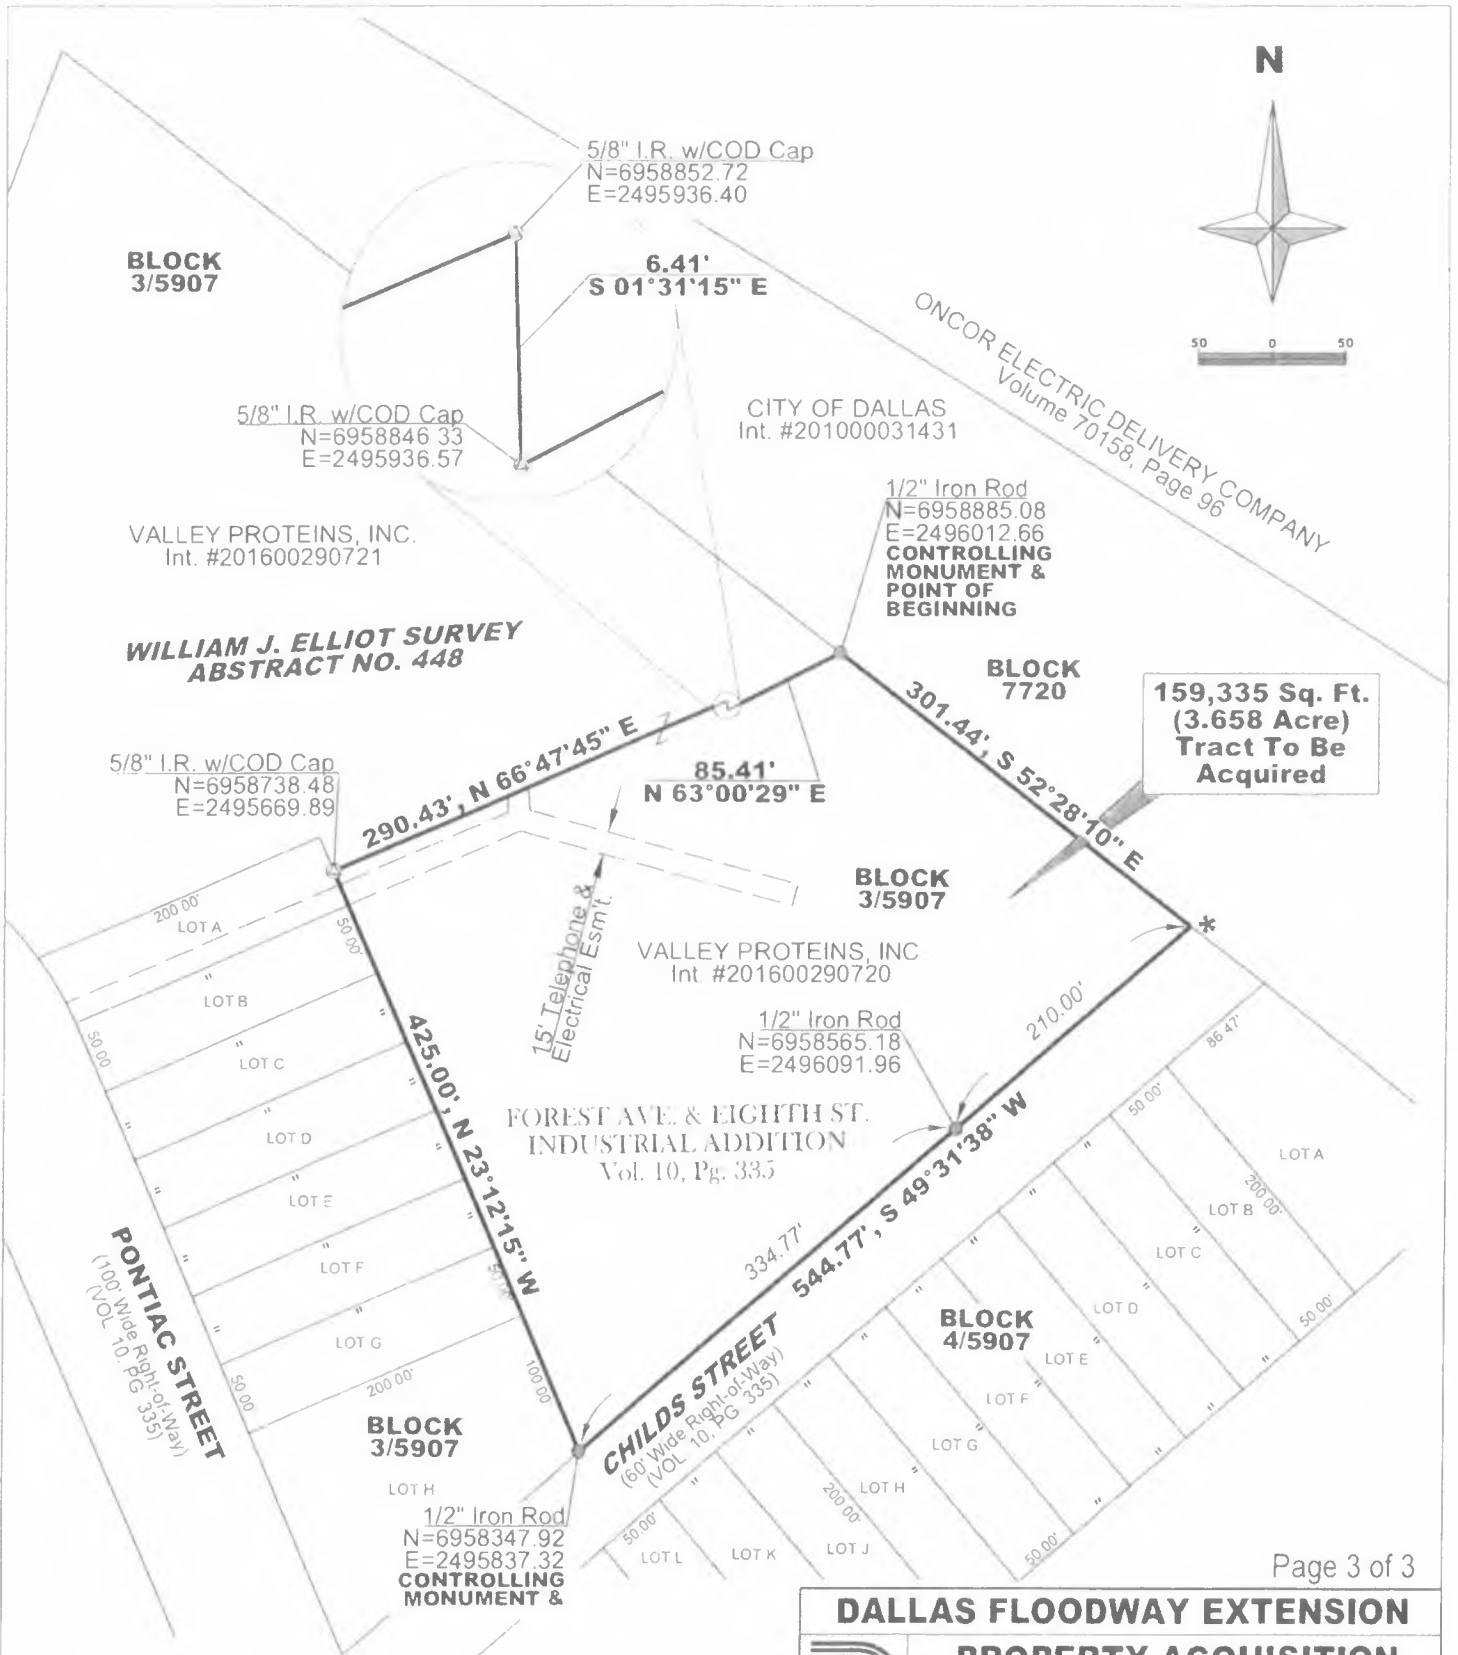 N
50 0 50
5/8" I.R. w/COD Cap
N=6958852.72
E=2495936.40
BLOCK
3/5907
6.41'
S 01°31'15" E
ONCOR ELECTRIC DELIVERY COMPANY
Volume 70158, Page 96
5/8" I.R. w/COD Cap
N=6958846 33
E=2495936.57
CITY OF DALLAS
Int. #201000031431
1/2" Iron Rod
N=6958885.08
E=2496012.66
CONTROLLING
MONUMENT &
POINT OF
BEGINNING
VALLEY PROTEINS, INC.
Int. #201600290721
WILLIAM J. ELLIOT SURVEY
ABSTRACT NO. 448
BLOCK
7720
159,335 Sq. Ft.
(3.658 Acre)
Tract To Be
Acquired
301.44', S 52°28'10" E
290.43', N 66°47'45" E
Z
85.41'
N 63°00'29" E
5/8" I.R. w/COD Cap
N=6958738.48
E=2495669.89
BLOCK
3/5907
*
200 00'
LOT A
50 00'
"
LOT B
50 00
"
"
LOT C
"
"
"
LOT D
"
"
"
LOT E
"
"
"
LOT F
50.00'
"
"
LOT G
50 00
200 00'
100 00
425.00', N 23°12'15" W
15' Telephone &
Electrical Esm't.
VALLEY PROTEINS, INC
Int. #201600290720
1/2" Iron Rod
N=6958565.18
E=2496091.96
210.00'
86 47'
FOREST AVE. & EIGHTH ST.
INDUSTRIAL ADDITION
Vol. 10, Pg. 335
334.77'
544.77', S 49°31'38" W
50 00'
LOT A
200 00'
LOT B
"
"
LOT C
50 00'
"
LOT D
"
"
BLOCK
4/5907
LOT E
"
"
LOT F
"
"
LOT G
"
"
LOT H
50.00'
"
200 00'
LOT J
LOT K
50.00'
LOT L
PONTIAC STREET
(100' Wide Right-of-Way)
(VOL. 10. PG 335)
CHILDS STREET
(60' Wide Right-of-Way)
(VOL. 10, PG 335)
BLOCK
3/5907
LOT H
1/2" Iron Rod
N=6958347.92
E=2495837.32
CONTROLLING
MONUMENT &
Page 3 of 3
DALLAS FLOODWAY EXTENSION
PROPERTY ACQUISITION